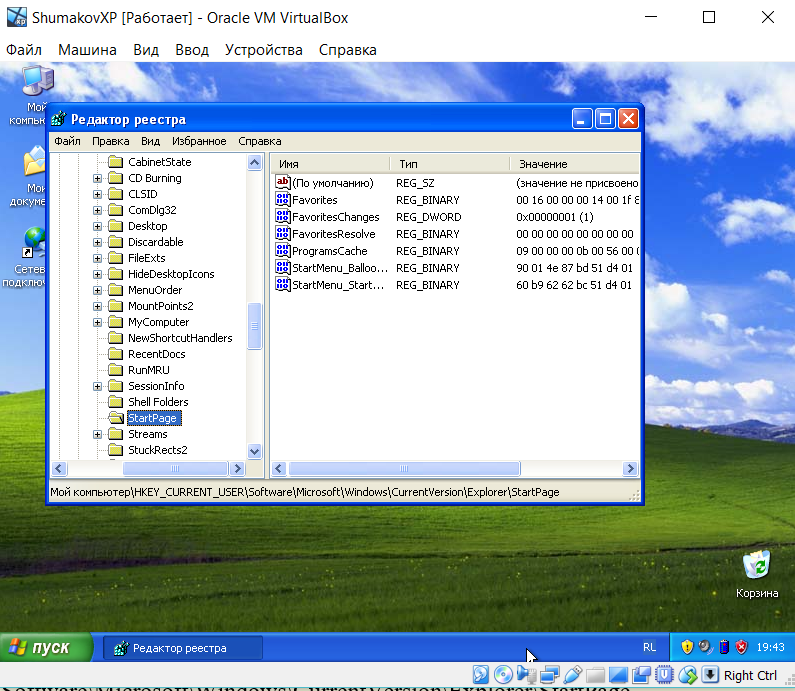 ShumakovXP [Работает] - Oracle VM VirtualBox
Файл Машина Вид Ввод Устройства Справка
Редактор реестра
Файл Правка Вид Избранное Справка
CabinetState
CD Burning
CLSID
ComDlg32
Desktop
Discardable
FileExts
HideDesktopIcons
MenuOrder
MountPoints2
MyComputer
NewShortcutHandlers
RecentDocs
RunMRU
SessionInfo
Shell Folders
StartPage
Streams
StuckRects2
Имя Тип Значение
(По умолчанию) REG_SZ (значение не присвоено
Favorites REG_BINARY 00 16 00 00 00 14 00 1f 8
FavoritesChanges REG_DWORD 0x00000001 (1)
FavoritesResolve REG_BINARY 00 00 00 00 00 00 00 00
ProgramsCache REG_BINARY 09 00 00 00 0b 00 56 00 0
StartMenu_Balloo... REG_BINARY 90 01 4e 87 bd 51 d4 01
StartMenu_Start... REG_BINARY 60 b9 62 62 bc 51 d4 01
Мой компьютер\HKEY_CURRENT_USER\Software\Microsoft\Windows\CurrentVersion\Explorer\StartPage
Мой
компьн
Мои
докуме
Сетев
подключ
Корзина
пуск Редактор реестра RL 19:43
Right Ctrl
Software\Microsoft\Windows\CurrentVersion\Explorer\StartPage